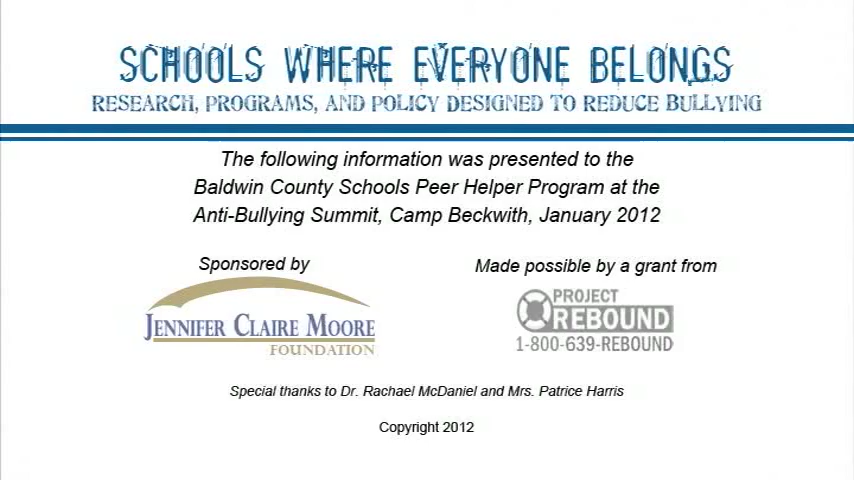 SCHOOLS WHERE EVERYONE BELONGS
RESEARCH, PROGRAMS, AND POLICY DESIGNED TO REDUCE BULLYING
The following information was presented to the
Baldwin County Schools Peer Helper Program at the
Anti-Bullying Summit, Camp Beckwith, January 2012
Sponsored by
JENNIFER CLAIRE MOORE
FOUNDATION
Made possible by a grant from
PROJECT
REBOUND
1-800-639-REBOUND
Special thanks to Dr. Rachael McDaniel and Mrs. Patrice Harris
Copyright 2012